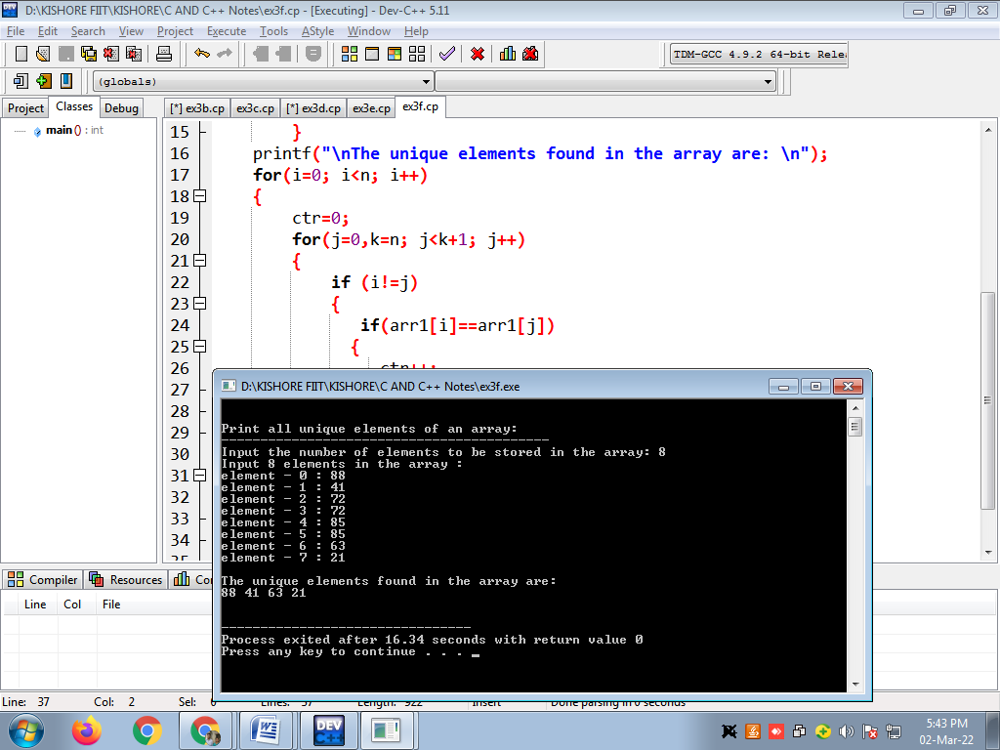 D:\KISHORE FIIT\KISHORE\C AND C++ Notes\ex3f.cp - [Executing] - Dev-C++ 5.11
File Edit Search View Project Execute Tools AStyle Window Help
TDM-GCC 4.9.2 64-bit Rele
(globals)
Project Classes Debug
[*] ex3b.cp ex3c.cp [*] ex3d.cp ex3e.cp ex3f.cp
main () : int
15 }
16 printf("\nThe unique elements found in the array are: \n");
17 for(i=0; i<n; i++)
18 {
19 ctr=0;
20 for(j=0,k=n; j<k+1; j++)
21 {
22 if (i!=j)
23 {
24 if(arr1[i]==arr1[j])
25 {
26 ctr++;
27
28
29
30
31
32
33
34
35
D:\KISHORE FIIT\KISHORE\C AND C++ Notes\ex3f.exe
Print all unique elements of an array:
------------------------------------------
Input the number of elements to be stored in the array: 8
Input 8 elements in the array :
element - 0 : 88
element - 1 : 41
element - 2 : 72
element - 3 : 72
element - 4 : 85
element - 5 : 85
element - 6 : 63
element - 7 : 21
The unique elements found in the array are:
88 41 63 21
--------------------------------
Process exited after 16.34 seconds with return value 0
Press any key to continue . . .
Compiler Resources Co
Line Col File
Line: 37 Col: 2 Sel: 0 Lines: 37 Length: 922 Insert Done parsing in 0 seconds
DEV C++
5:43 PM
02-Mar-22